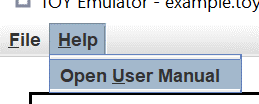 TOY Emulator - example.toy
File Help
Open User Manual